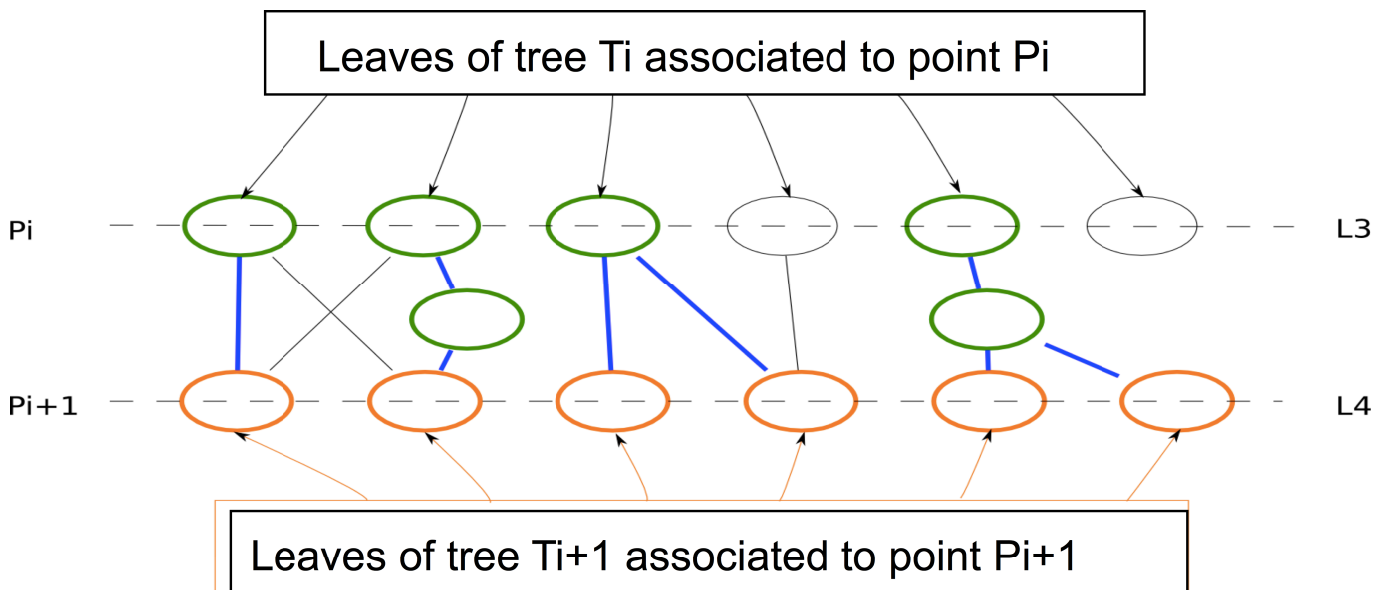 Leaves of tree Ti associated to point Pi
Pi
L3
Pi+1
L4
Leaves of tree Ti+1 associated to point Pi+1